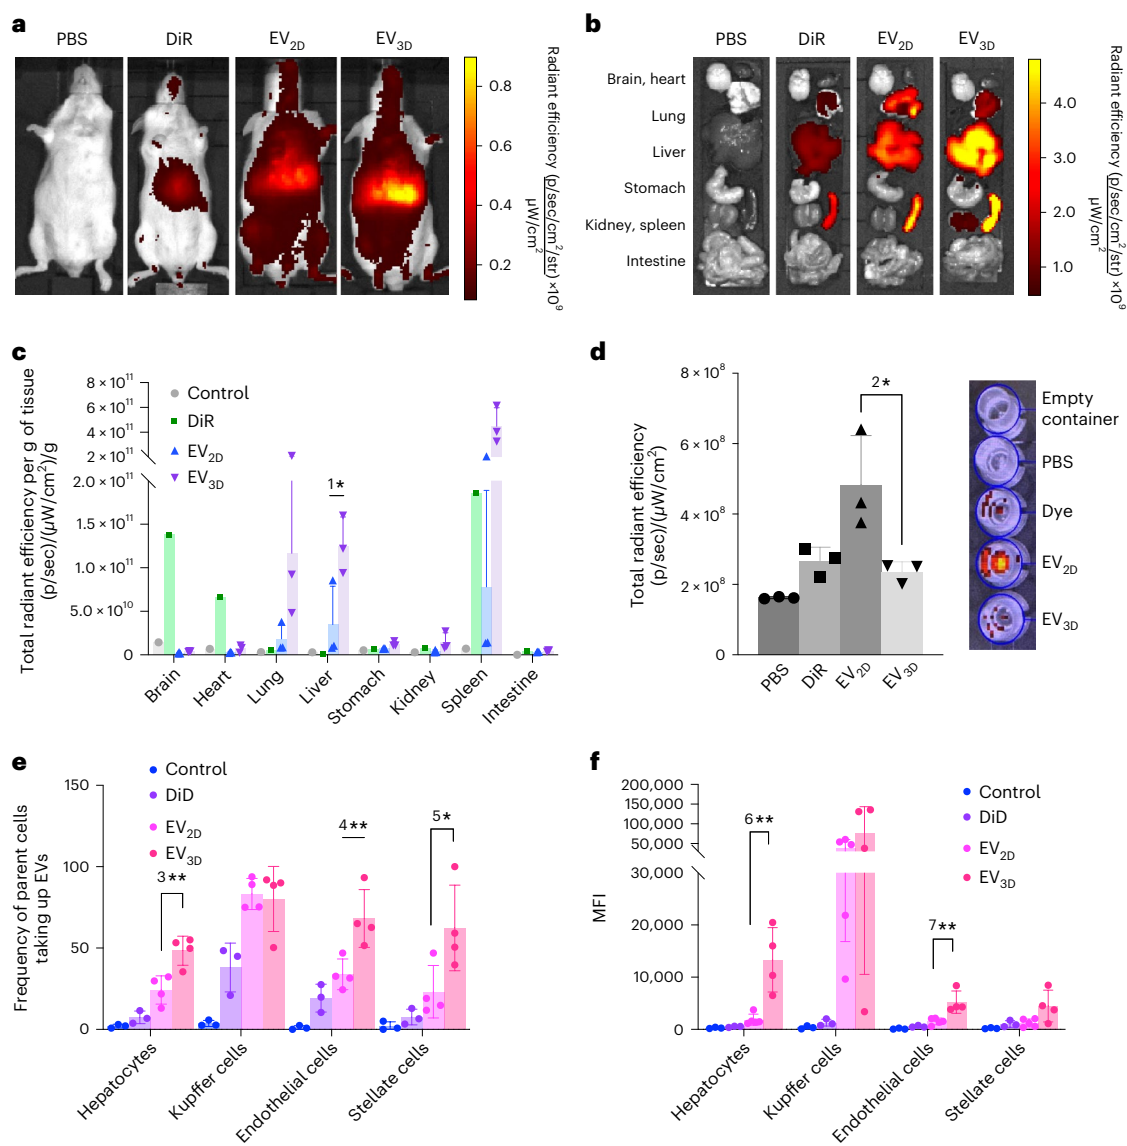 a
PBS
DiR
EV2D
EV3D
0.8
0.6
0.4
0.2
Radiant efficiency (p/sec/cm²/str) ×10⁹
µW/cm²
b
PBS
DiR
EV2D
EV3D
Brain, heart
Lung
Liver
Stomach
Kidney, spleen
Intestine
4.0
3.0
2.0
1.0
Radiant efficiency (p/sec/cm²/str) ×10⁹
µW/cm²
c
Total radiant efficiency per g of tissue
(p/sec)/(µW/cm²)/g
8 × 10¹¹
6 × 10¹¹
4 × 10¹¹
2 × 10¹¹
2.0 × 10¹¹
1.5 × 10¹¹
1.0 × 10¹¹
5.0 × 10¹⁰
0
Control
DiR
EV2D
EV3D
1*
Brain
Heart
Lung
Liver
Stomach
Kidney
Spleen
Intestine
d
Total radiant efficiency
(p/sec)/(µW/cm²)
8 × 10⁸
6 × 10⁸
4 × 10⁸
2 × 10⁸
0
2*
PBS
DiR
EV2D
EV3D
Empty
container
PBS
Dye
EV2D
EV3D
e
Frequency of parent cells
taking up EVs
150
100
50
0
Control
DiD
EV2D
EV3D
3**
4**
5*
Hepatocytes
Kupffer cells
Endothelial cells
Stellate cells
f
MFI
200,000
150,000
100,000
50,000
30,000
20,000
10,000
0
Control
DiD
EV2D
EV3D
6**
7**
Hepatocytes
Kupffer cells
Endothelial cells
Stellate cells